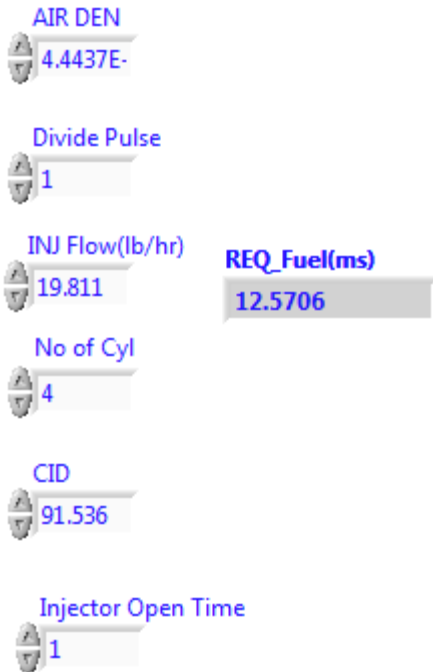 AIR DEN
4.4437E-
Divide Pulse
1
INJ Flow(lb/hr)
19.811
REQ_Fuel(ms)
12.5706
No of Cyl
4
CID
91.536
Injector Open Time
1